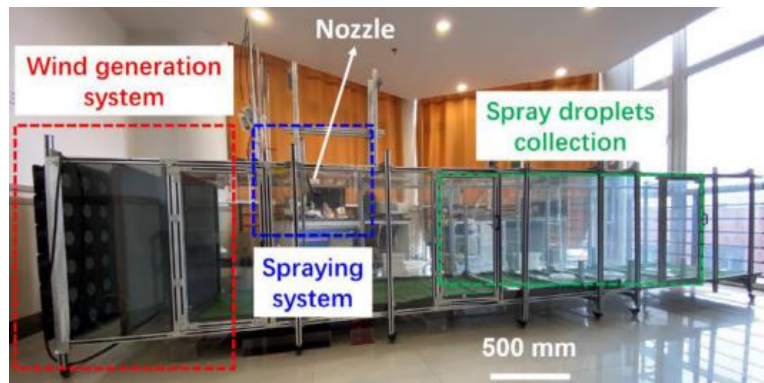 Nozzle
Wind generation
system
Spray droplets
collection
Spraying
system
500 mm